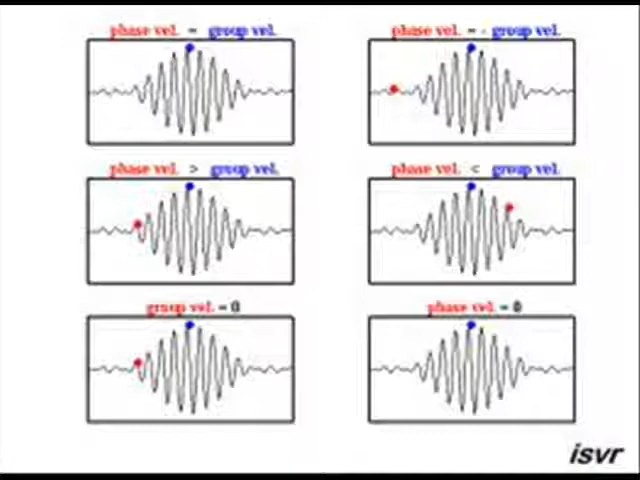 phase vel. = group vel.
phase vel. = - group vel.
phase vel. > group vel.
phase vel. < group vel.
group vel. = 0
phase vel. = 0
isvr